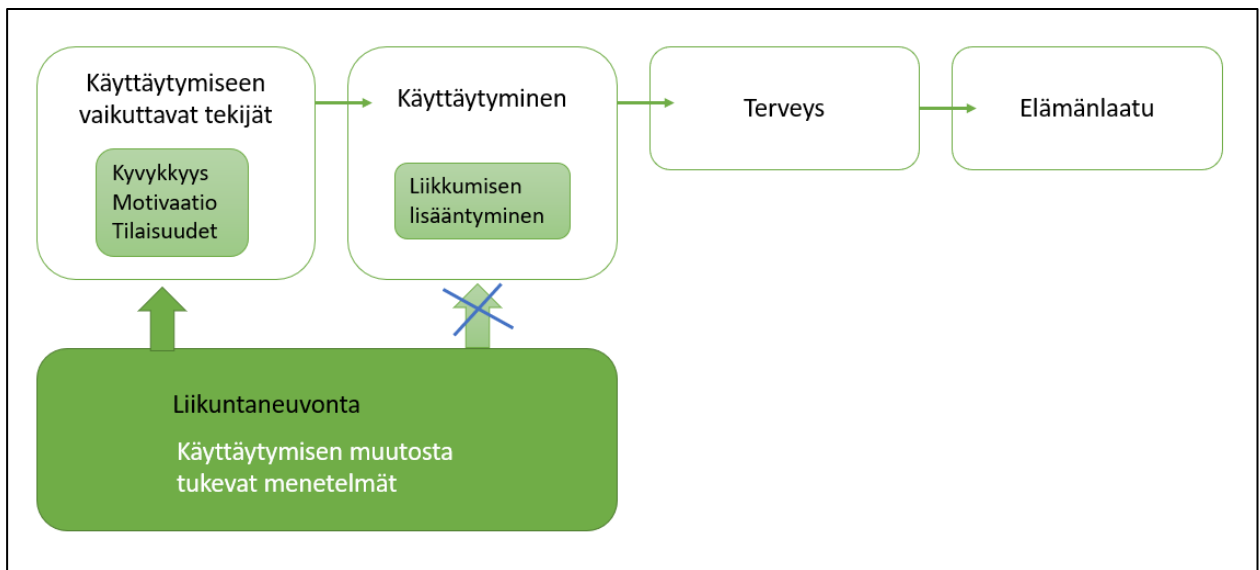 Käyttäytymiseen
vaikuttavat tekijät
Kyvykkyys
Motivaatio
Tilaisuudet
Käyttäytyminen
Liikkumisen
lisääntyminen
Terveys
Elämänlaatu
Liikuntaneuvonta
Käyttäytymisen muutosta
tukevat menetelmät